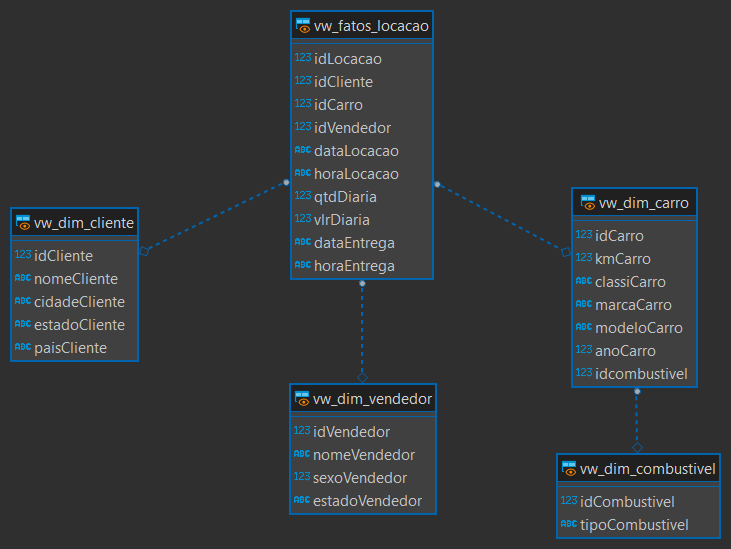 vw_fatos_locacao
123 idLocacao
123 idCliente
123 idCarro
123 idVendedor
ABC dataLocacao
ABC horaLocacao
123 qtdDiaria
123 vlrDiaria
ABC dataEntrega
ABC horaEntrega
vw_dim_cliente
123 idCliente
ABC nomeCliente
ABC cidadeCliente
ABC estadoCliente
ABC paisCliente
vw_dim_carro
123 idCarro
123 kmCarro
ABC classiCarro
ABC marcaCarro
ABC modeloCarro
123 anoCarro
123 idcombustivel
vw_dim_vendedor
123 idVendedor
ABC nomeVendedor
123 sexoVendedor
ABC estadoVendedor
vw_dim_combustivel
123 idCombustivel
ABC tipoCombustivel